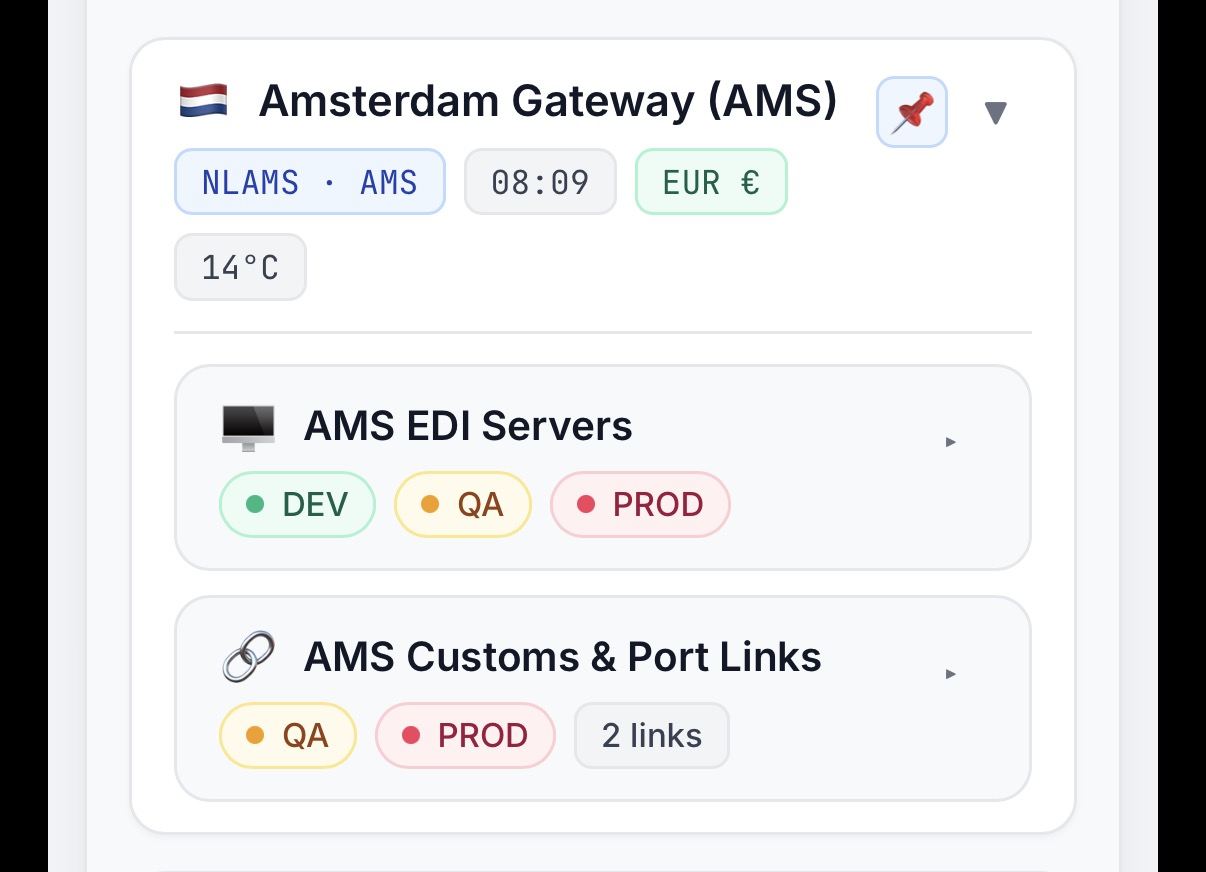 Amsterdam Gateway (AMS)
NLAMS · AMS 08:09 EUR €
14°C
AMS EDI Servers
DEV QA PROD
AMS Customs & Port Links
QA PROD 2 links